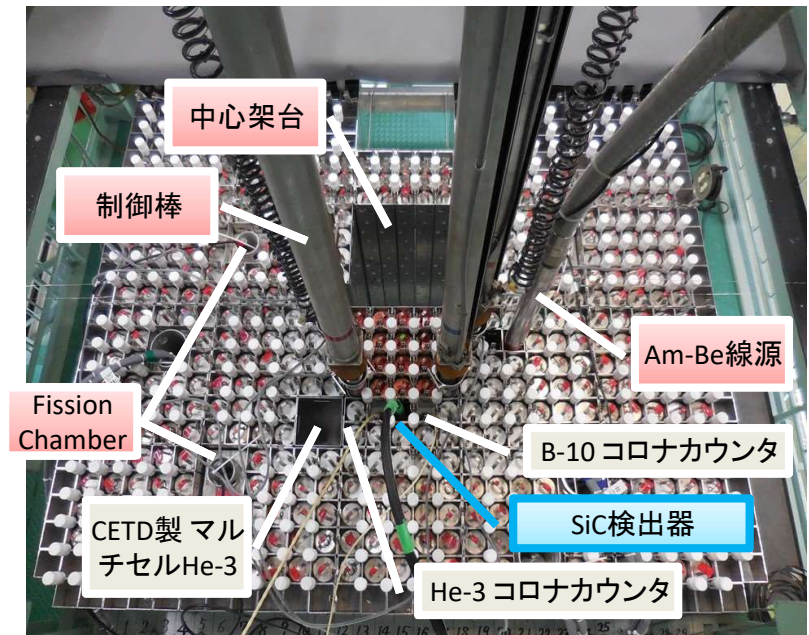 中心架台
制御棒
Am-Be線源
Fission
Chamber
B-10 コロナカウンタ
SiC検出器
CETD製 マル
チセルHe-3
He-3 コロナカウンタ